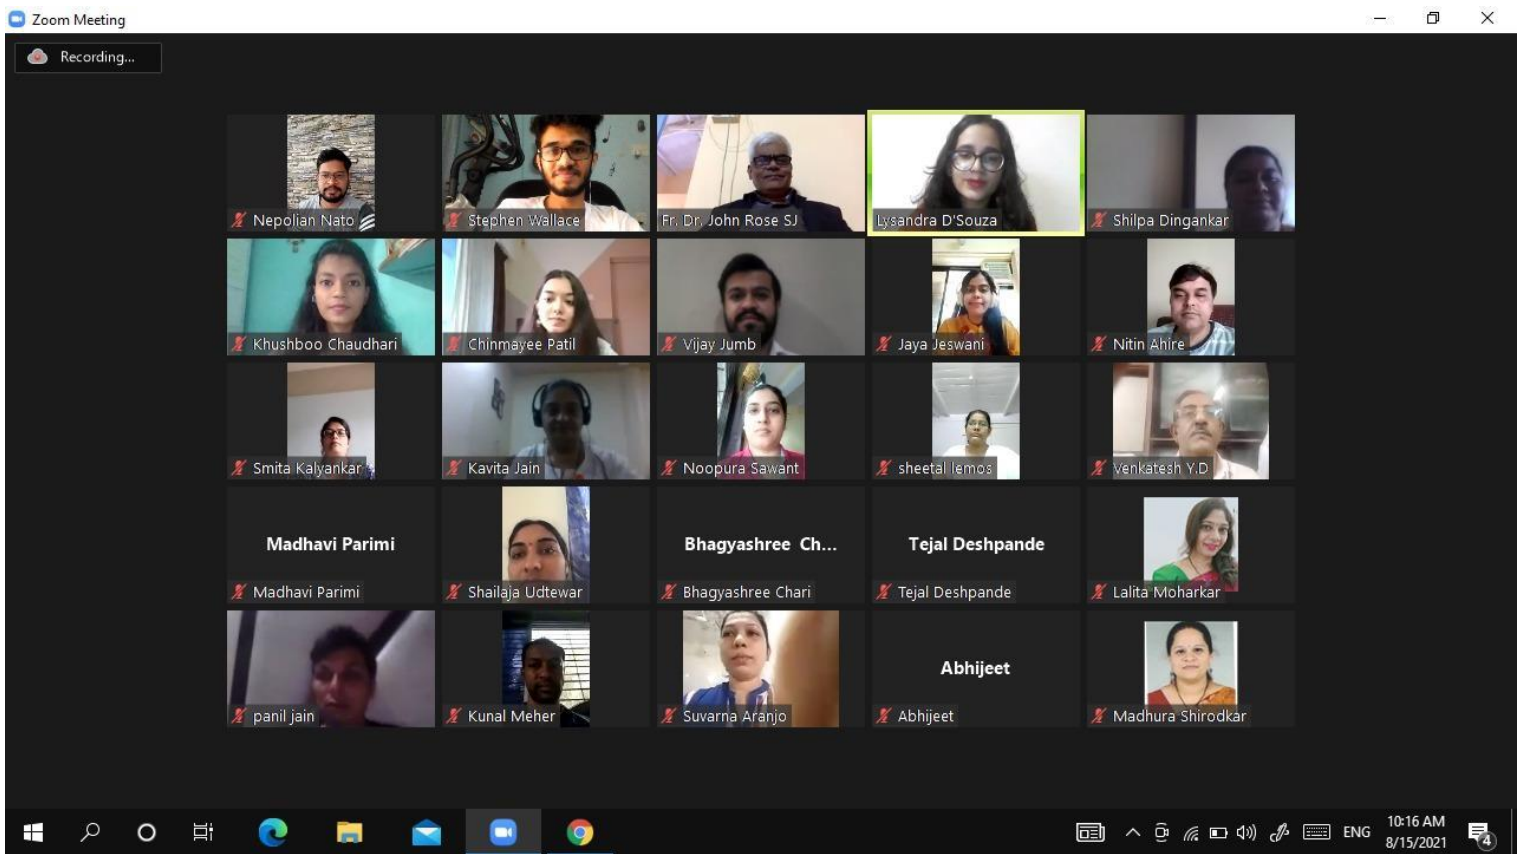 Zoom Meeting
Recording...
Nepolian Nato
Stephen Wallace
Fr. Dr. John Rose SJ
Lysandra D'Souza
Shilpa Dingankar
Khushboo Chaudhari
Chinmayee Patil
Vijay Jumb
Jaya Jeswani
Nitin Ahire
Smita Kalyankar
Kavita Jain
Noopura Sawant
sheetal lemos
Venkatesh Y.D
Madhavi Parimi
Madhavi Parimi
Shailaja Udtewar
Bhagyashree Ch...
Bhagyashree Chari
Tejal Deshpande
Tejal Deshpande
Lalita Moharkar
panil jain
Kunal Meher
Suvarna Aranjo
Abhijeet
Abhijeet
Madhura Shirodkar
ENG
10:16 AM
8/15/2021
4